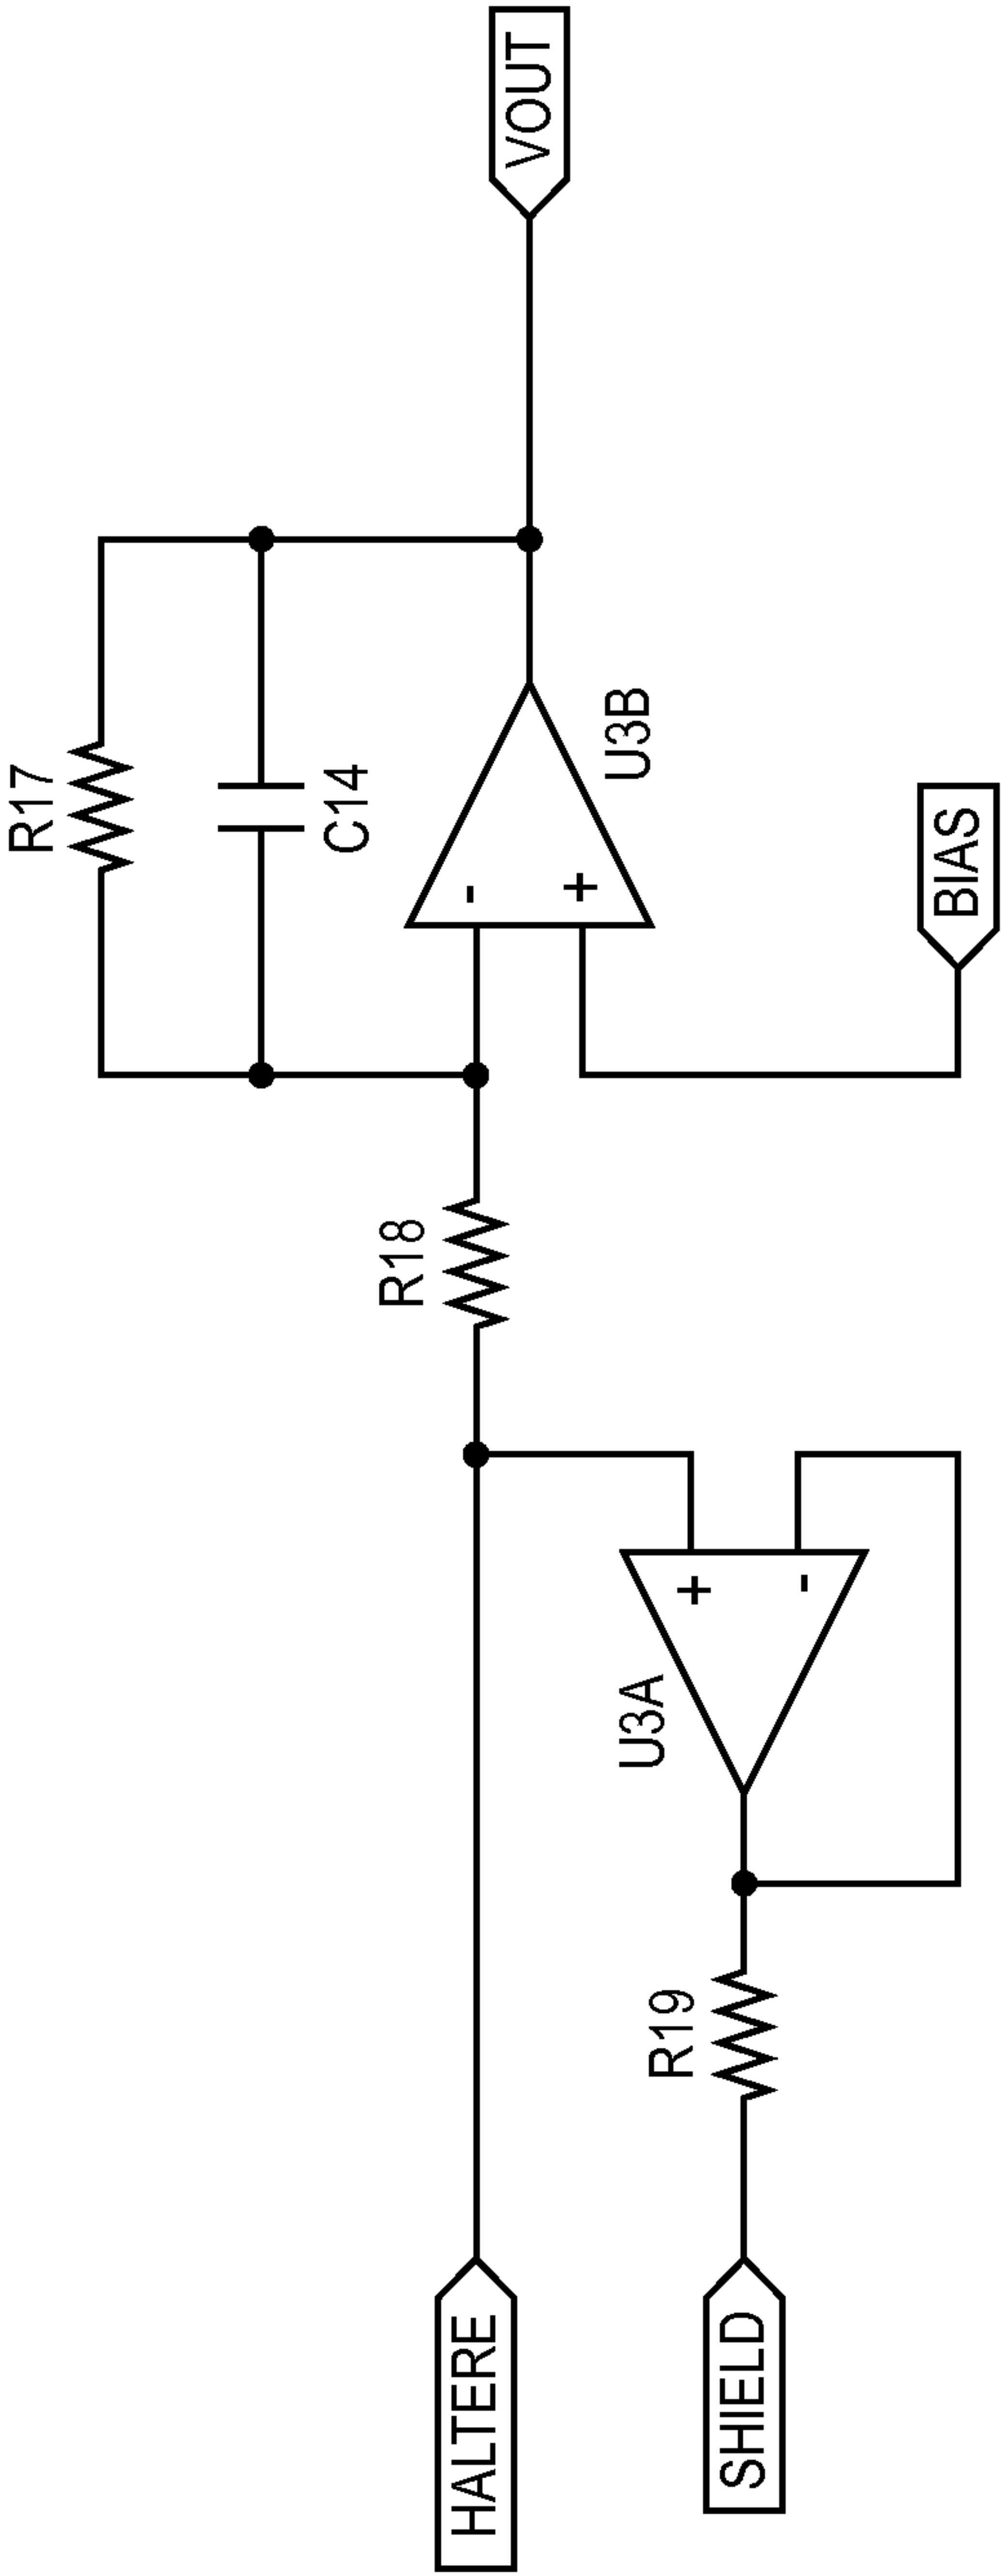 R17
C14
VOUT
R18
U3B
HALTERE
U3A
R19
SHIELD
BIAS
-
+
+
-